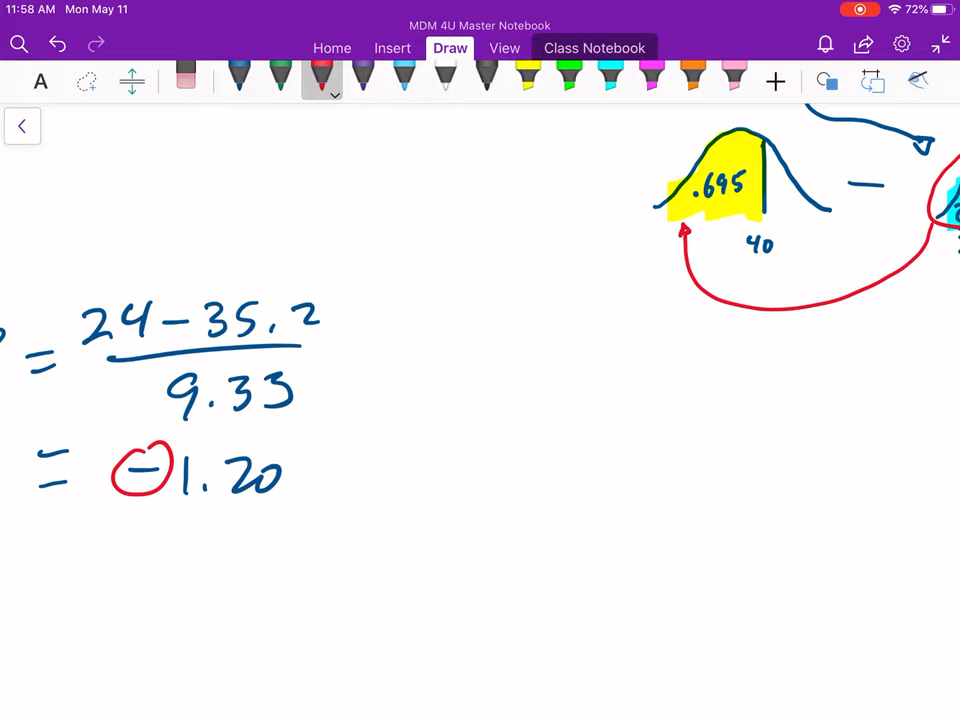 11:58 AM Mon May 11
72%
MDM 4U Master Notebook
Home Insert Draw View Class Notebook
A
.695
40
24 - 35.2
=
9.33
= -1.20